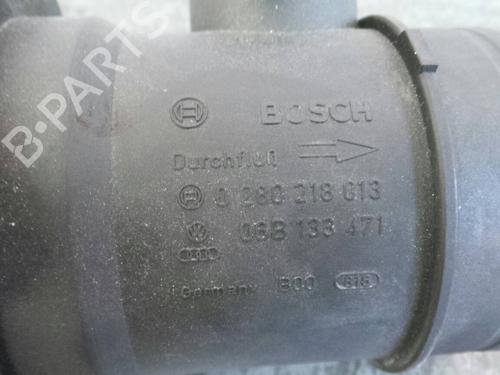 B-PARTS
BOSCH
Durchfluß
0 280 218 013
06B 133 471
Germany B00